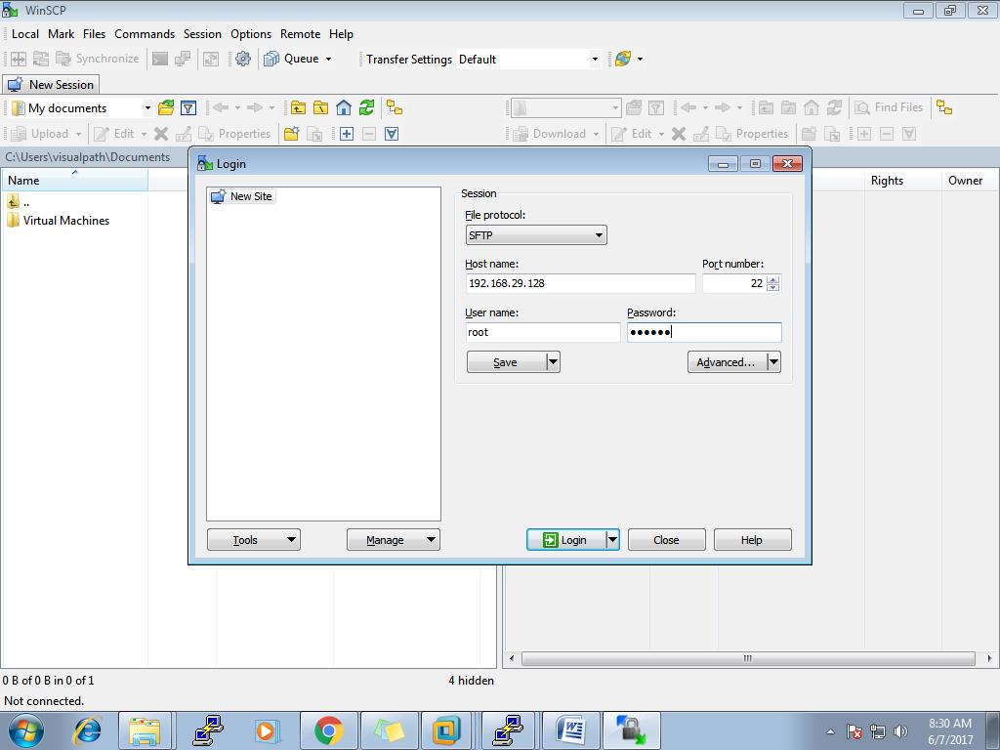 WinSCP
Local Mark Files Commands Session Options Remote Help
Synchronize Queue Transfer Settings Default
New Session
My documents Find Files
Upload Edit Properties Download Edit Properties
C:\Users\visualpath\Documents
Name Rights Owner
..
Virtual Machines
Login
New Site
Session
File protocol:
SFTP
Host name: Port number:
192.168.29.128 22
User name: Password:
root ●●●●●●
Save Advanced...
Tools Manage Login Close Help
0 B of 0 B in 0 of 1 4 hidden
Not connected.
8:30 AM
6/7/2017